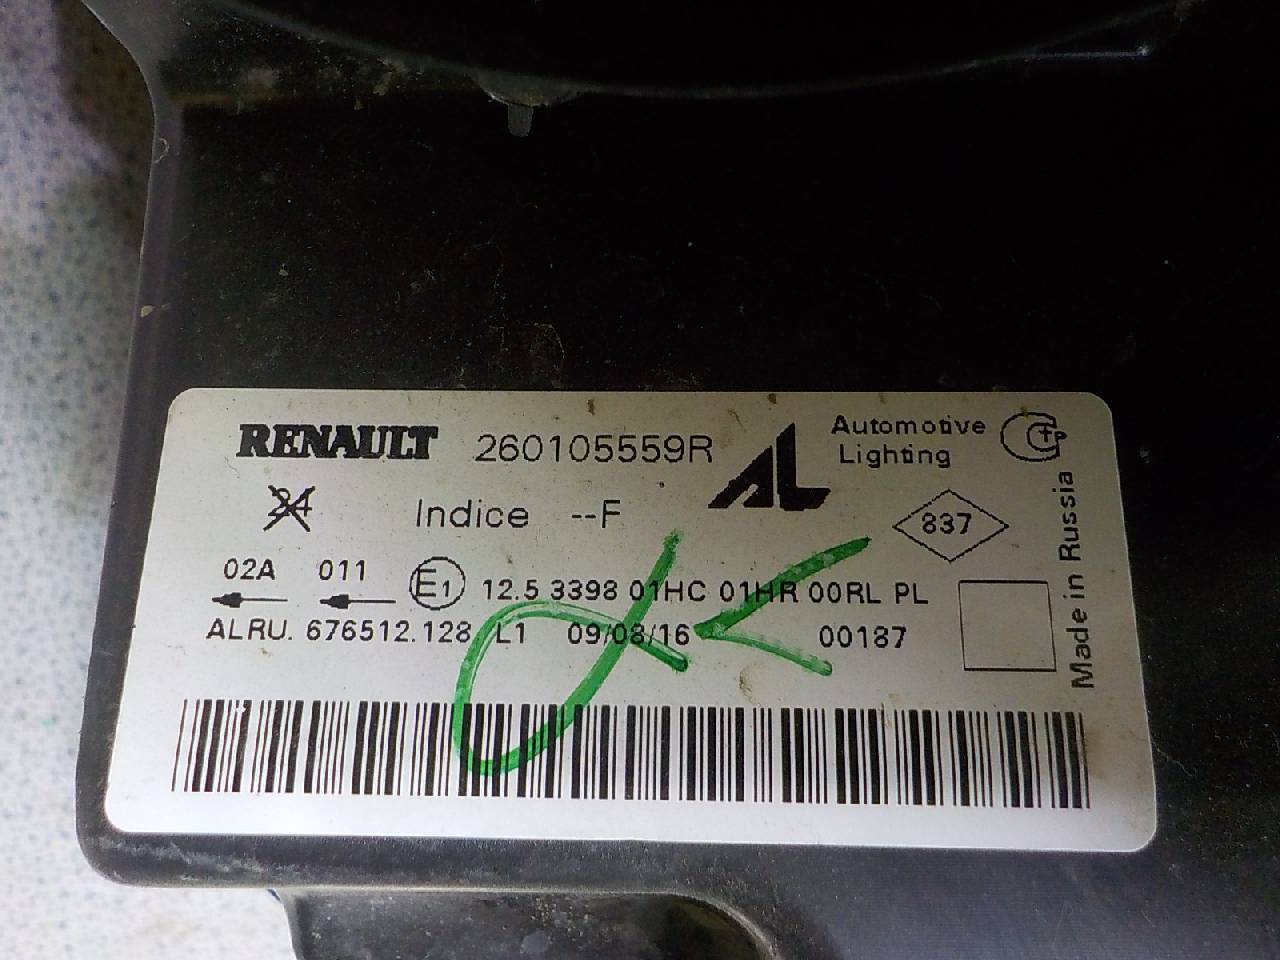 RENAULT 260105559R AL Automotive
Lighting
24 Indice --F
837
02A 011 E1 12.5 3398 01HC 01HR 00RL PL
ALRU. 676512.128 L1 09/08/16 00187
Made in Russia
OK